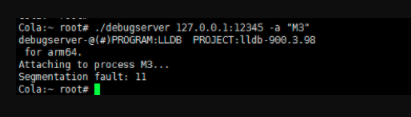 Cola:~ root# ./debugserver 127.0.0.1:12345 -a "M3"
debugserver-@(#)PROGRAM:LLDB  PROJECT:lldb-900.3.98
 for arm64.
Attaching to process M3...
Segmentation fault: 11
Cola:~ root#